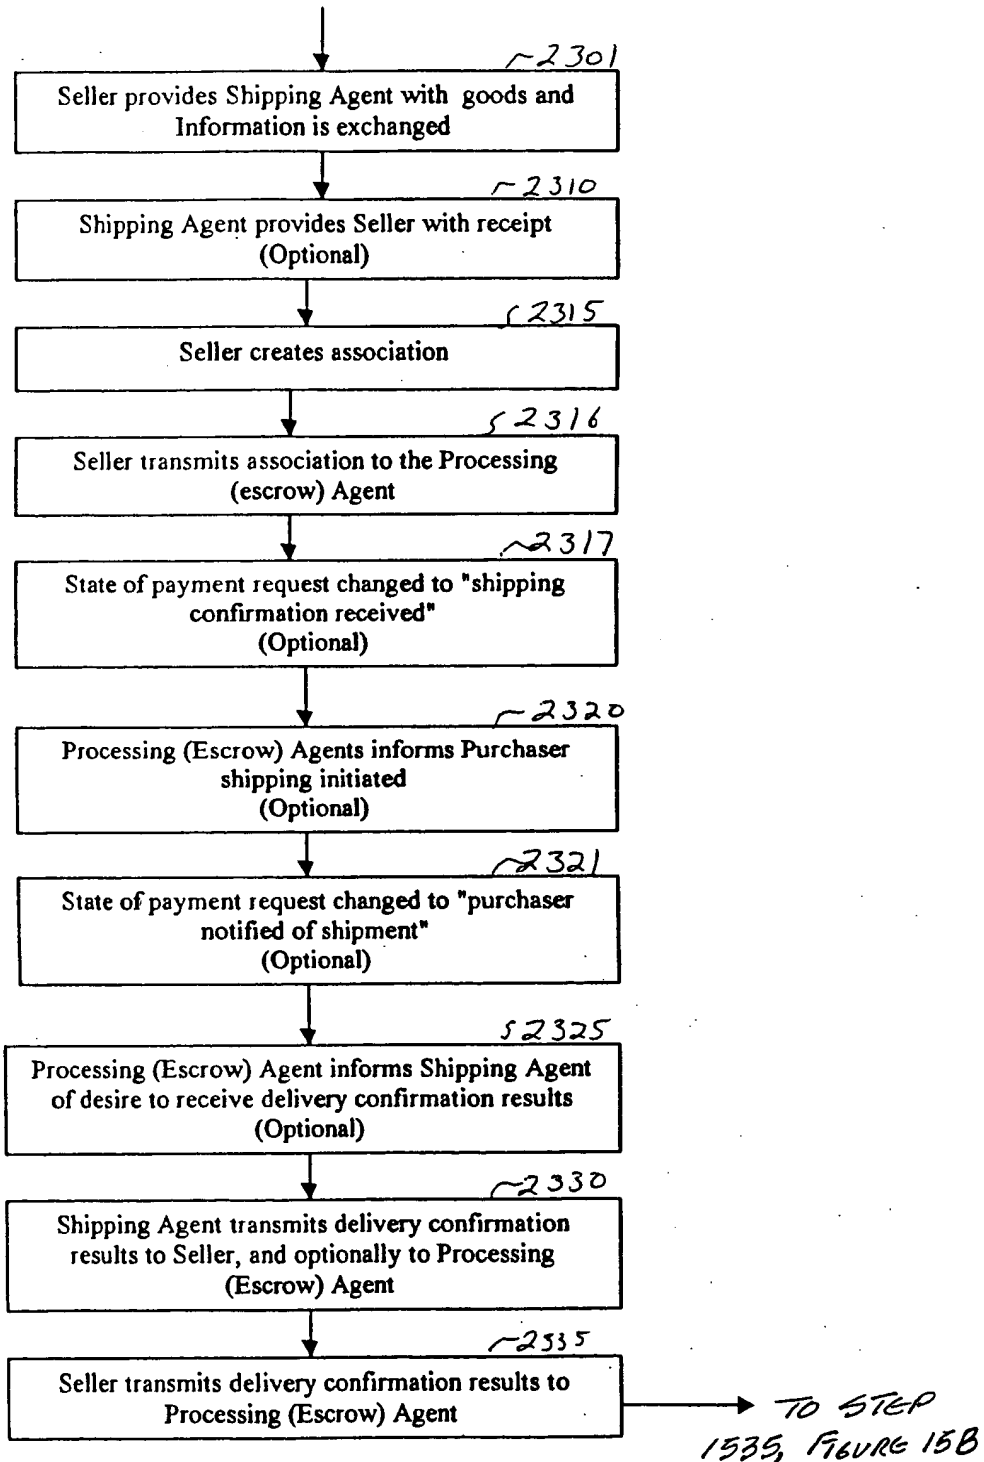 2301
Seller provides Shipping Agent with goods and
Information is exchanged
2310
Shipping Agent provides Seller with receipt
(Optional)
2315
Seller creates association
2316
Seller transmits association to the Processing
(escrow) Agent
2317
State of payment request changed to "shipping
confirmation received"
(Optional)
2320
Processing (Escrow) Agents informs Purchaser
shipping initiated
(Optional)
2321
State of payment request changed to "purchaser
notified of shipment"
(Optional)
2325
Processing (Escrow) Agent informs Shipping Agent
of desire to receive delivery confirmation results
(Optional)
2330
Shipping Agent transmits delivery confirmation
results to Seller, and optionally to Processing
(Escrow) Agent
2335
Seller transmits delivery confirmation results to
Processing (Escrow) Agent
TO STEP
1535, FIGURE 15B